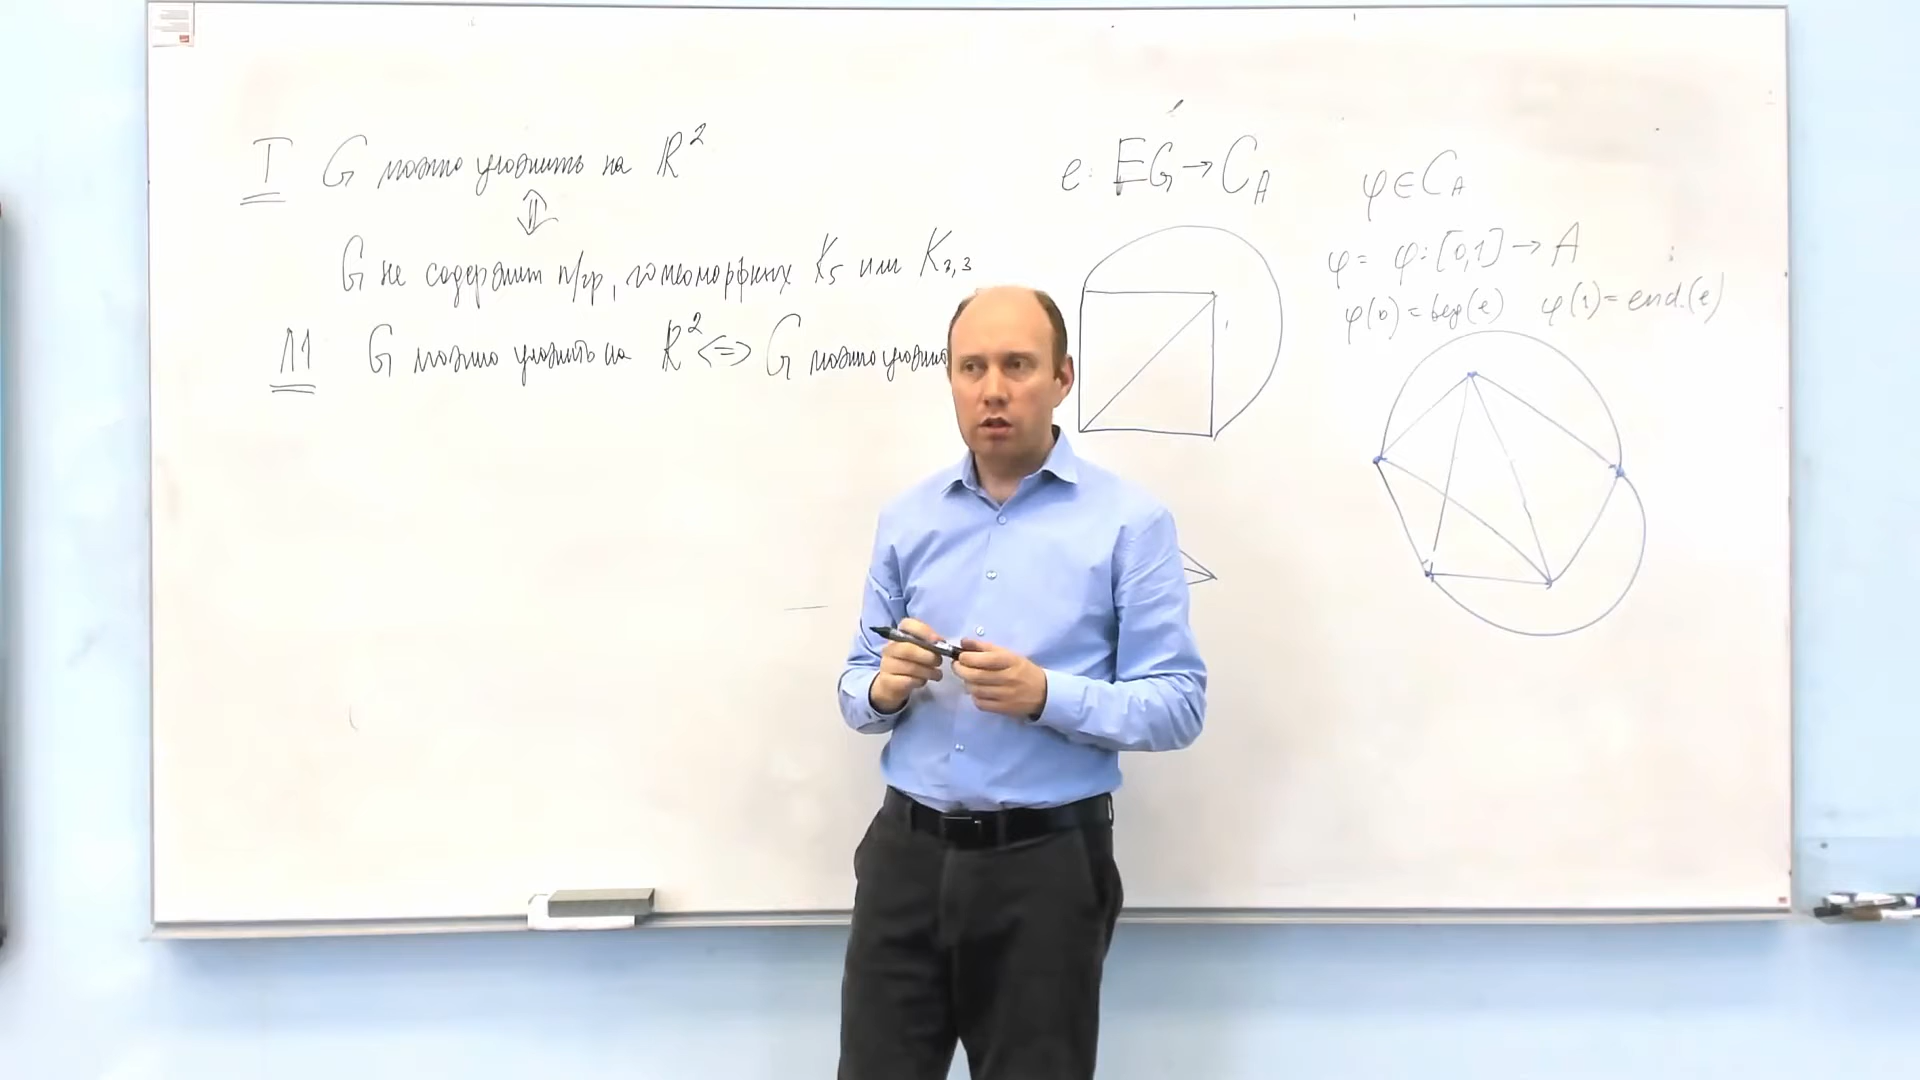 T G можно уложить на R²
⇕
G не содержит п/гр, гомеоморфных K₅ или K₃,₃
Л1 G можно уложить на R² <=> G можно уложи
e: EG → C_A
φ ∈ C_A
φ = φ: [0,1] → A
φ(0) = beg(e) φ(1) = end.(e)